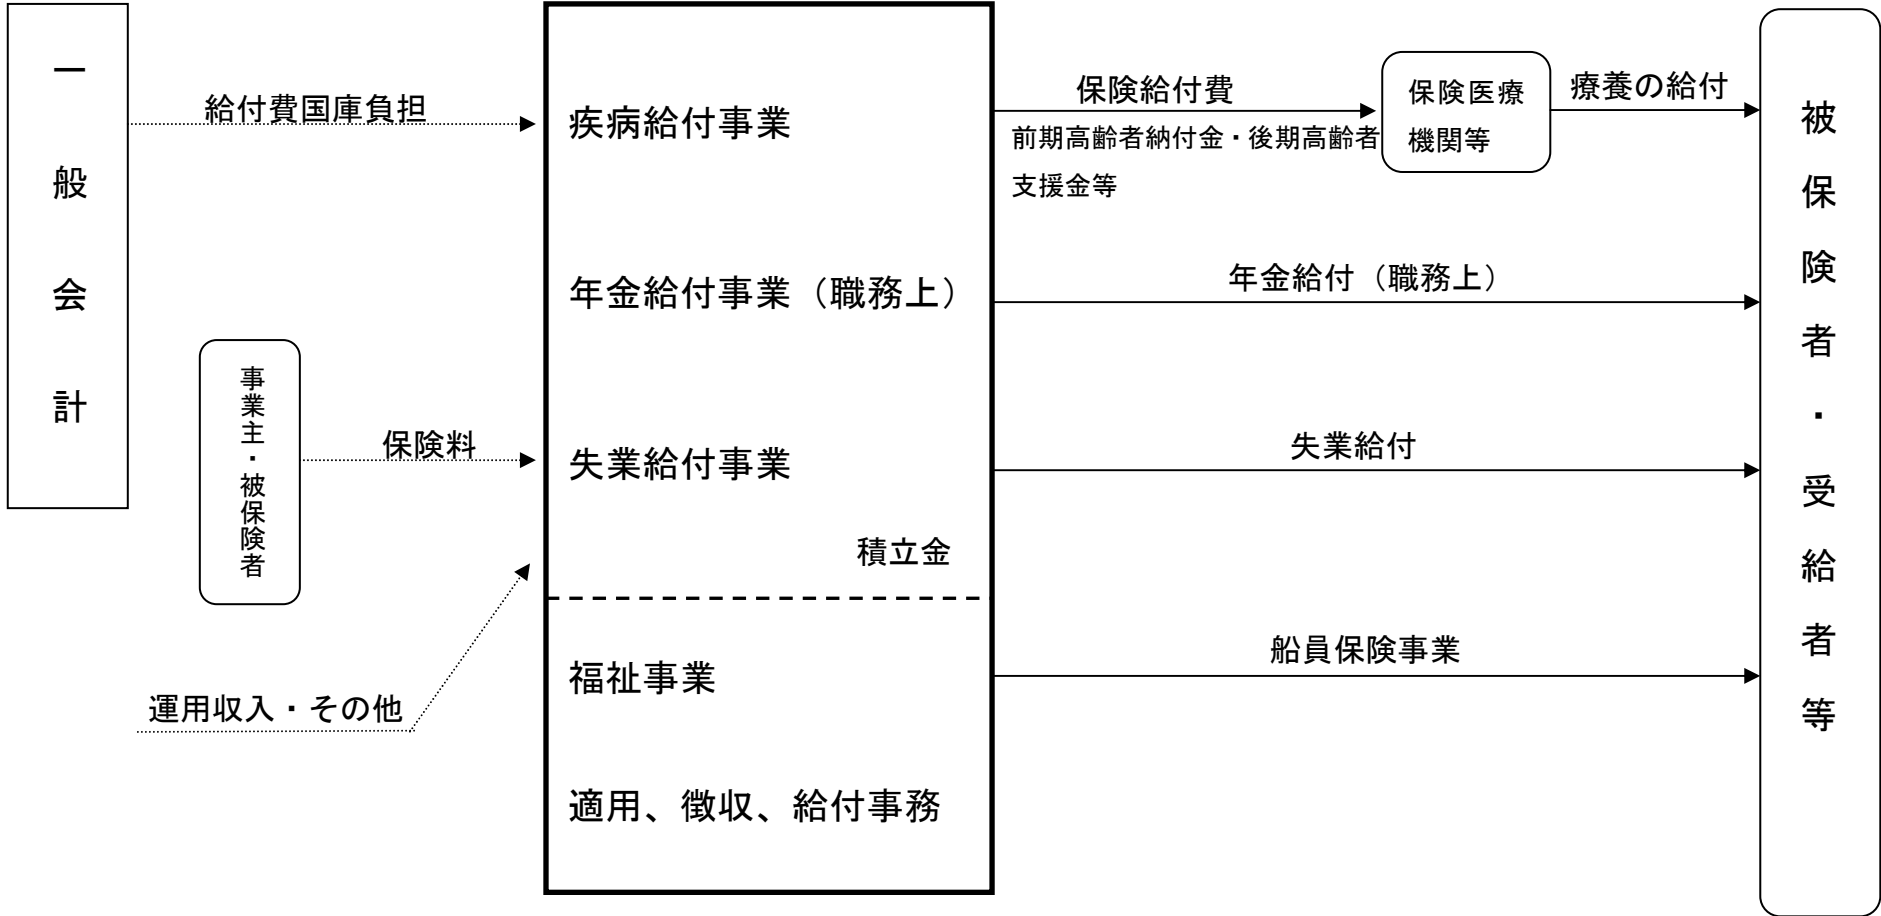 一般会計
給付費国庫負担
事業主・被保険者
保険料
運用収入・その他
疾病給付事業
年金給付事業（職務上）
失業給付事業
積立金
福祉事業
適用、徴収、給付事務
保険給付費
前期高齢者納付金・後期高齢者
支援金等
保険医療
機関等
療養の給付
年金給付（職務上）
失業給付
船員保険事業
被保険者・受給者等